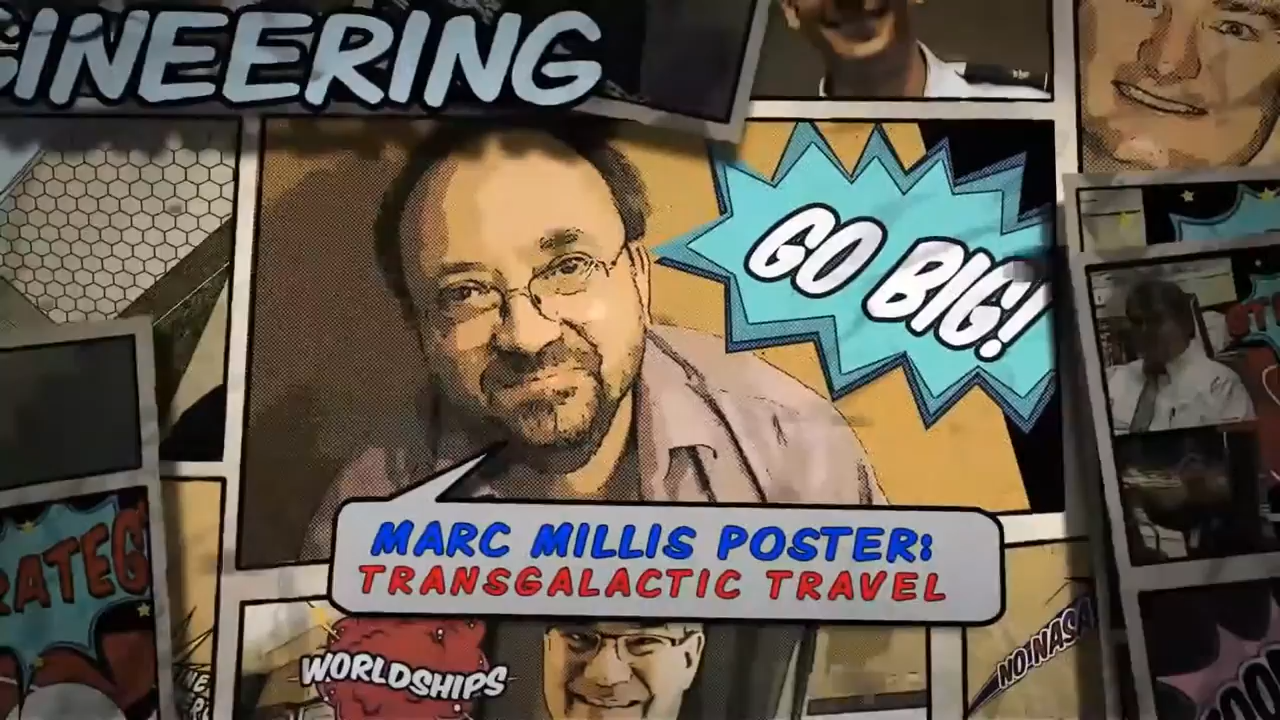 GINEERING
GO BIG!
MARC MILLIS POSTER:
TRANSGALACTIC TRAVEL
RATEG
WORLDSHIPS
NO! NASA